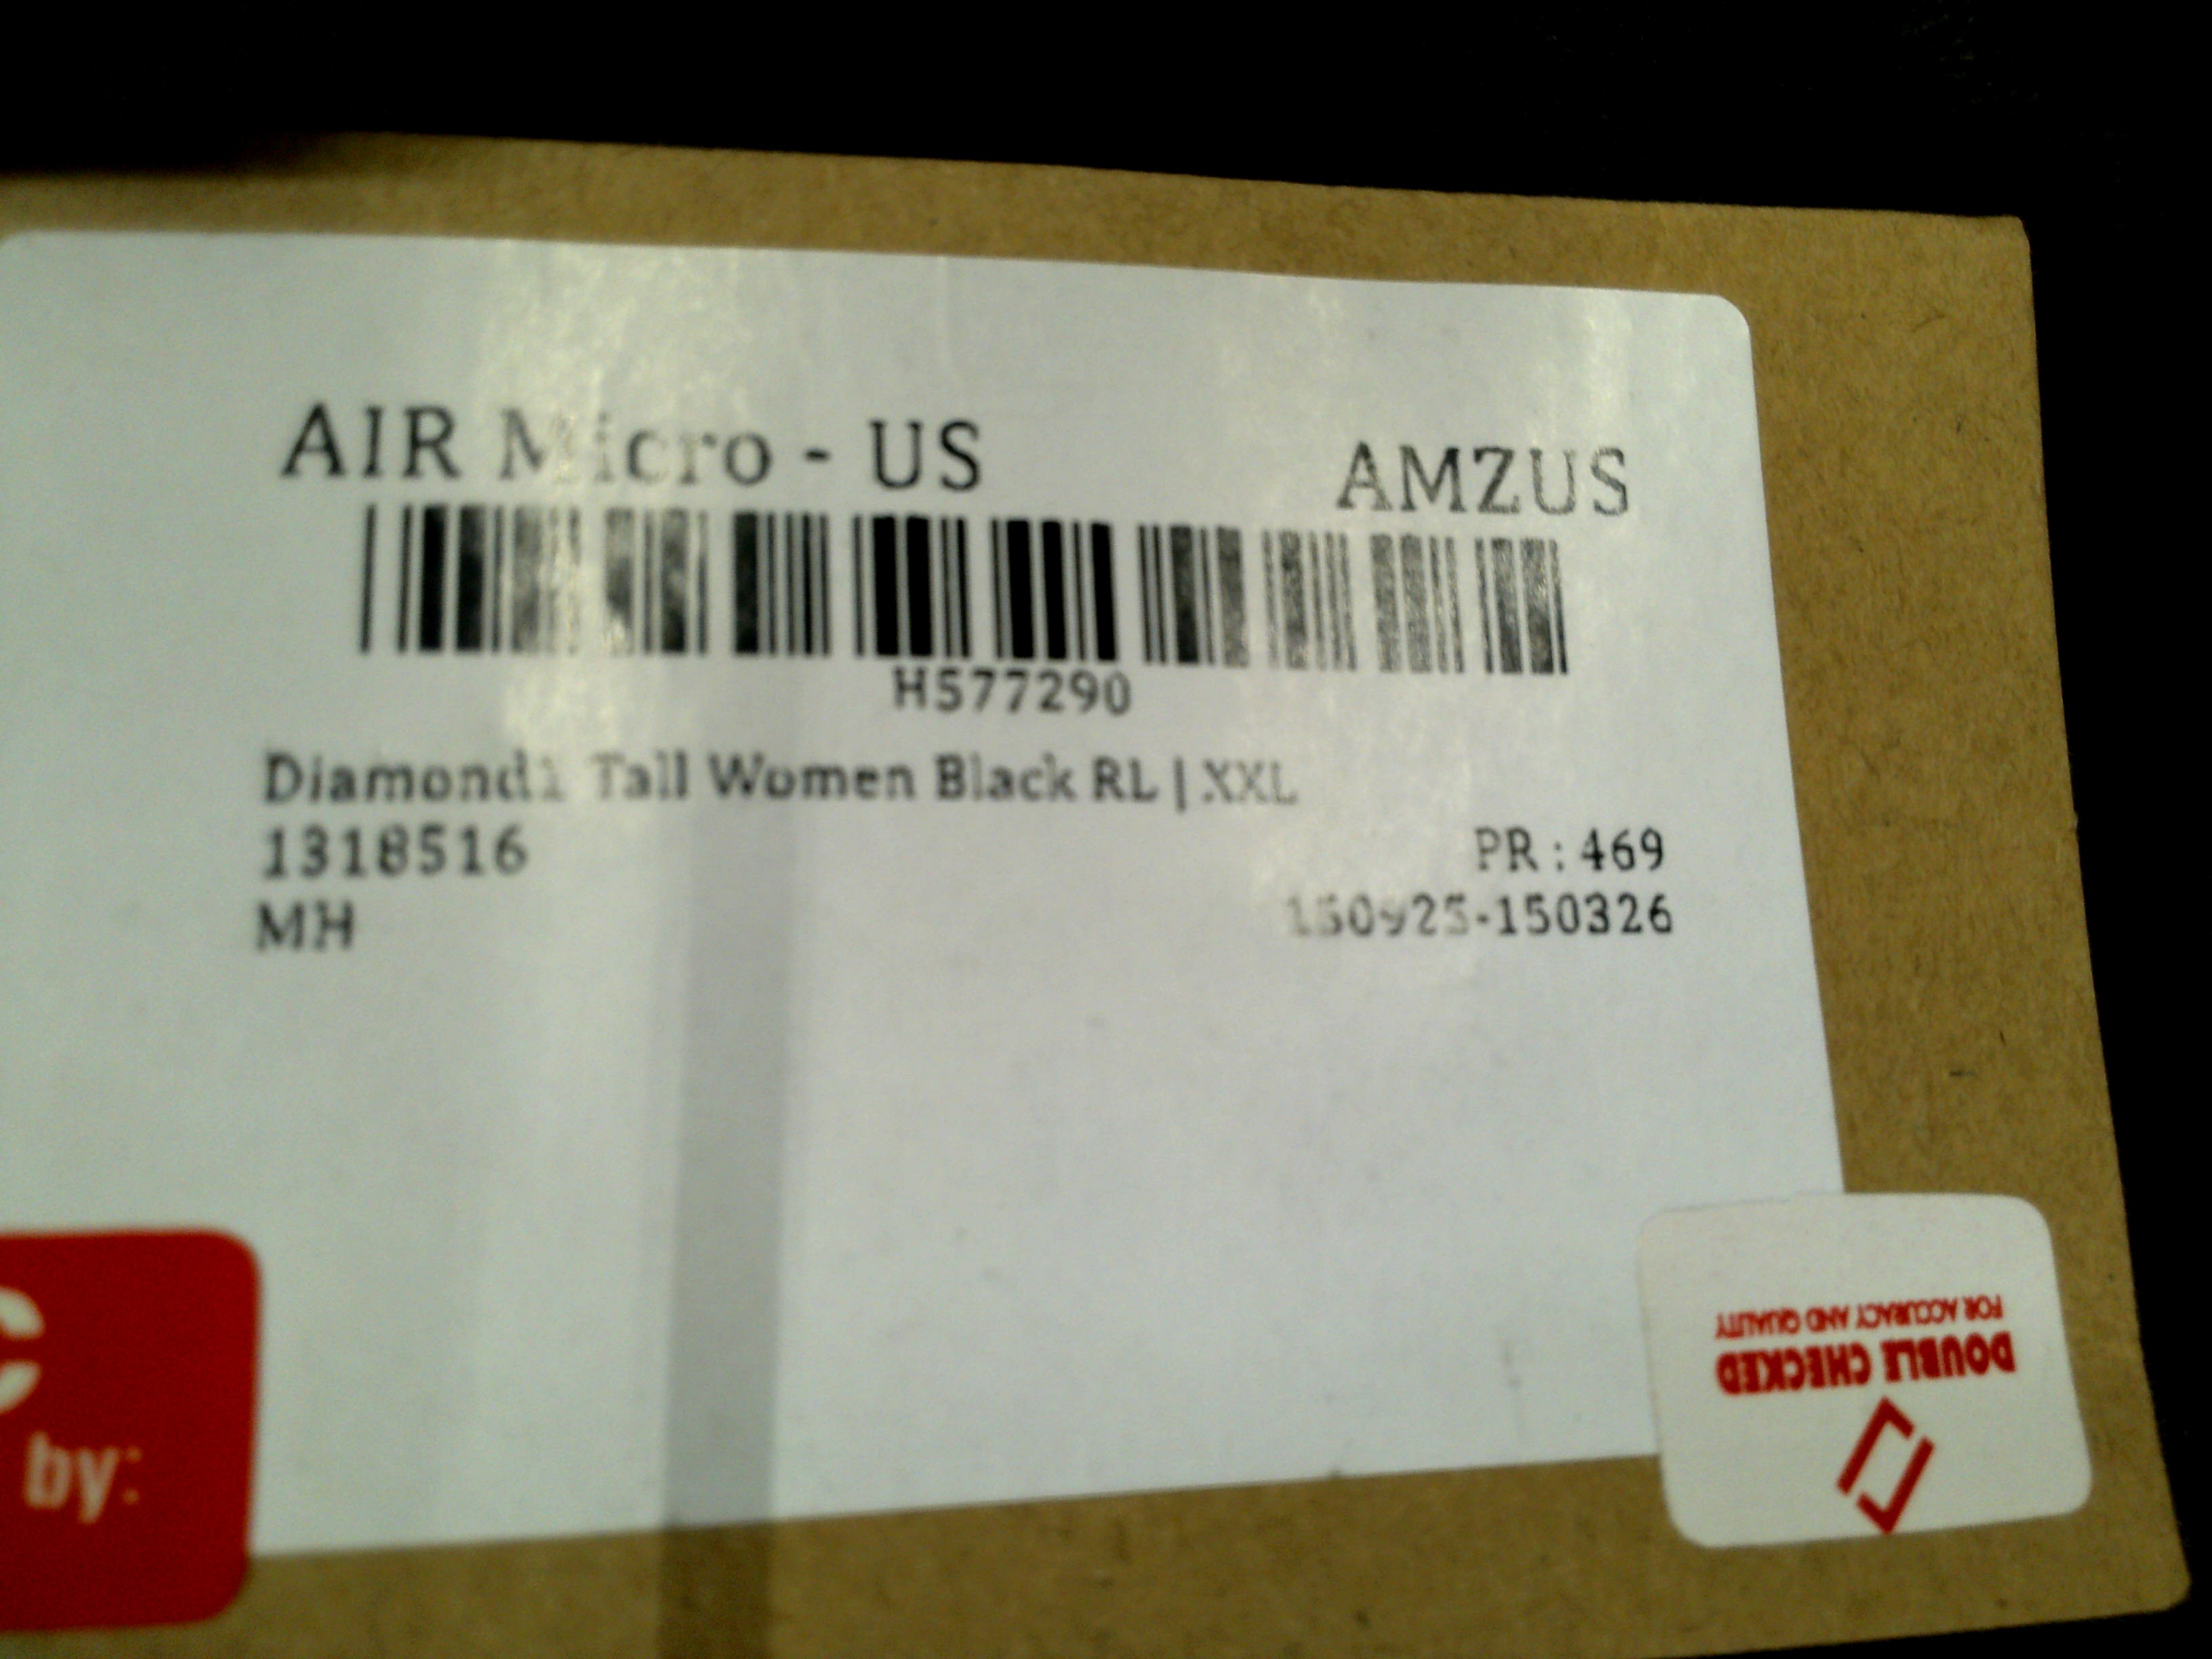 AIR Micro - US
AMZUS
H577290
Diamond1 Tall Women Black RL | XXL
1318516
PR : 469
MH
150925-150326
C
by:
DOUBLE CHECKED
FOR ACCURACY AND QUALITY